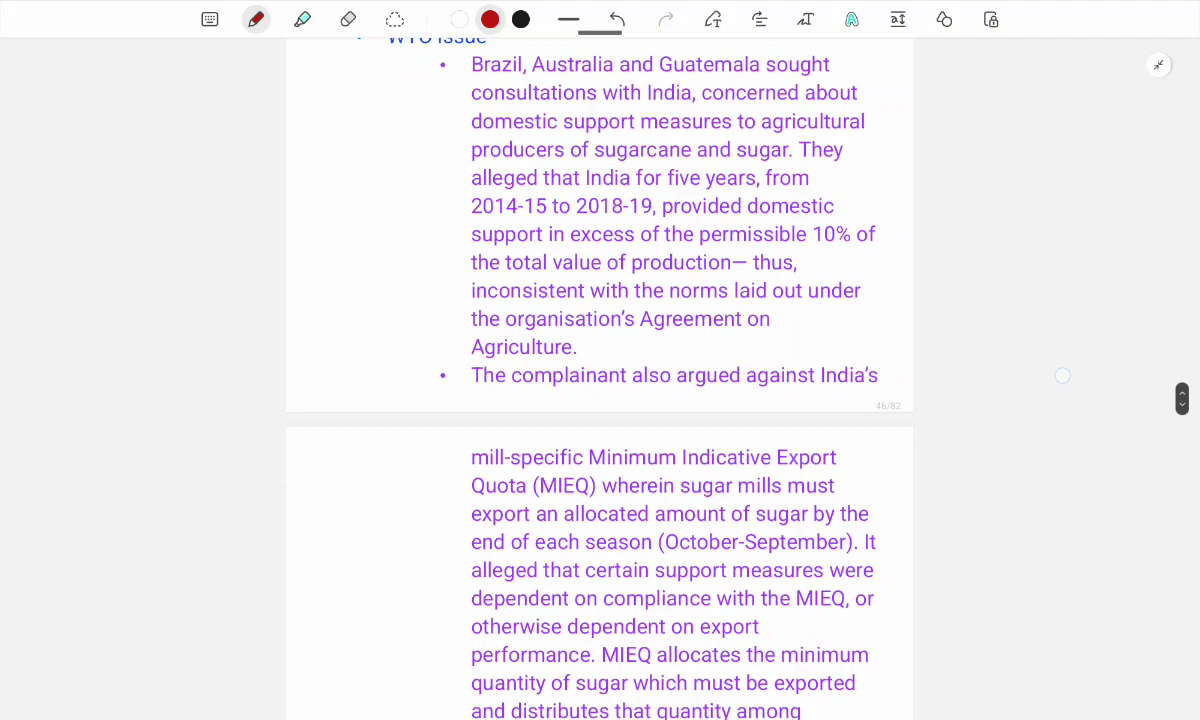 WTO Issue
• Brazil, Australia and Guatemala sought
consultations with India, concerned about
domestic support measures to agricultural
producers of sugarcane and sugar. They
alleged that India for five years, from
2014-15 to 2018-19, provided domestic
support in excess of the permissible 10% of
the total value of production— thus,
inconsistent with the norms laid out under
the organisation’s Agreement on
Agriculture.
• The complainant also argued against India’s
46/82
mill-specific Minimum Indicative Export
Quota (MIEQ) wherein sugar mills must
export an allocated amount of sugar by the
end of each season (October-September). It
alleged that certain support measures were
dependent on compliance with the MIEQ, or
otherwise dependent on export
performance. MIEQ allocates the minimum
quantity of sugar which must be exported
and distributes that quantity among